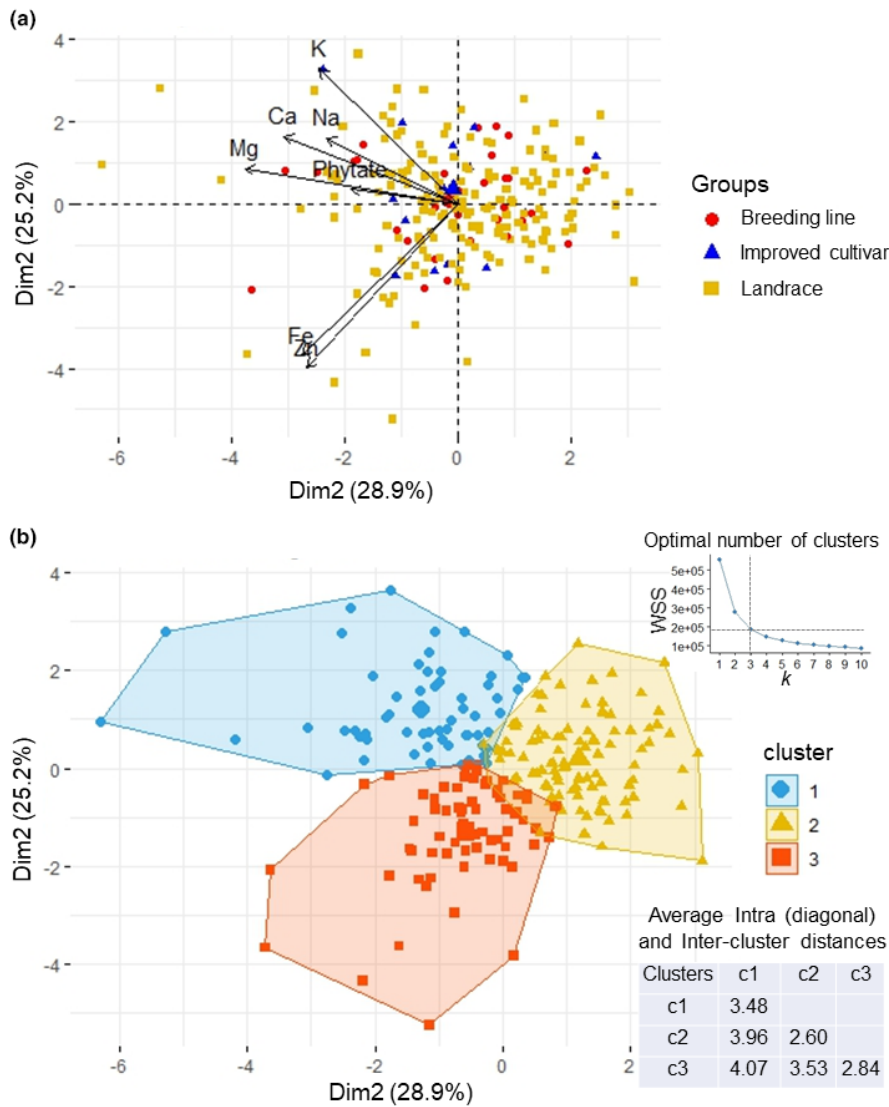 (a)
4
2
0
-2
-4
Dim2 (25.2%)
K
Ca
Na
Mg
Phytate
Fe
Zn
-6
-4
-2
0
2
Dim2 (28.9%)
Groups
Breeding line
Improved cultivar
Landrace
(b)
4
2
0
-2
-4
Dim2 (25.2%)
-6
-4
-2
0
2
Dim2 (28.9%)
Optimal number of clusters
5e+05
4e+05
3e+05
2e+05
1e+05
WSS
1 2 3 4 5 6 7 8 9 10
k
cluster
1
2
3
Average Intra (diagonal)
and Inter-cluster distances
Clusters c1 c2 c3
c1 3.48
c2 3.96 2.60
c3 4.07 3.53 2.84